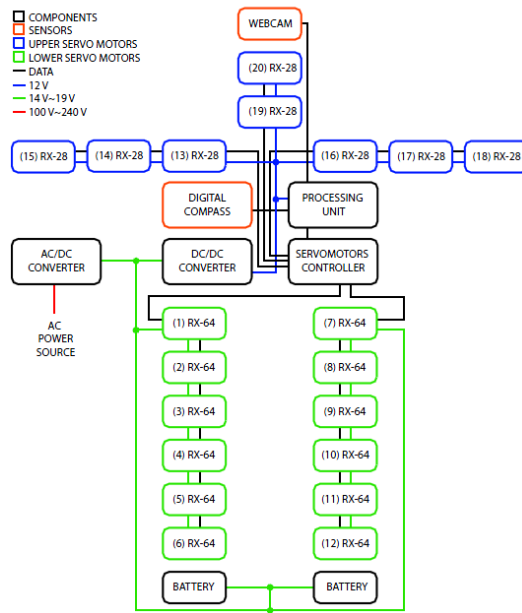 COMPONENTS
SENSORS
UPPER SERVO MOTORS
LOWER SERVO MOTORS
DATA
12 V
14 V~19 V
100 V~240 V
WEBCAM
(20) RX-28
(19) RX-28
(15) RX-28
(14) RX-28
(13) RX-28
(16) RX-28
(17) RX-28
(18) RX-28
DIGITAL
COMPASS
PROCESSING
UNIT
AC/DC
CONVERTER
DC/DC
CONVERTER
SERVOMOTORS
CONTROLLER
AC
POWER
SOURCE
(1) RX-64
(7) RX-64
(2) RX-64
(8) RX-64
(3) RX-64
(9) RX-64
(4) RX-64
(10) RX-64
(5) RX-64
(11) RX-64
(6) RX-64
(12) RX-64
BATTERY
BATTERY